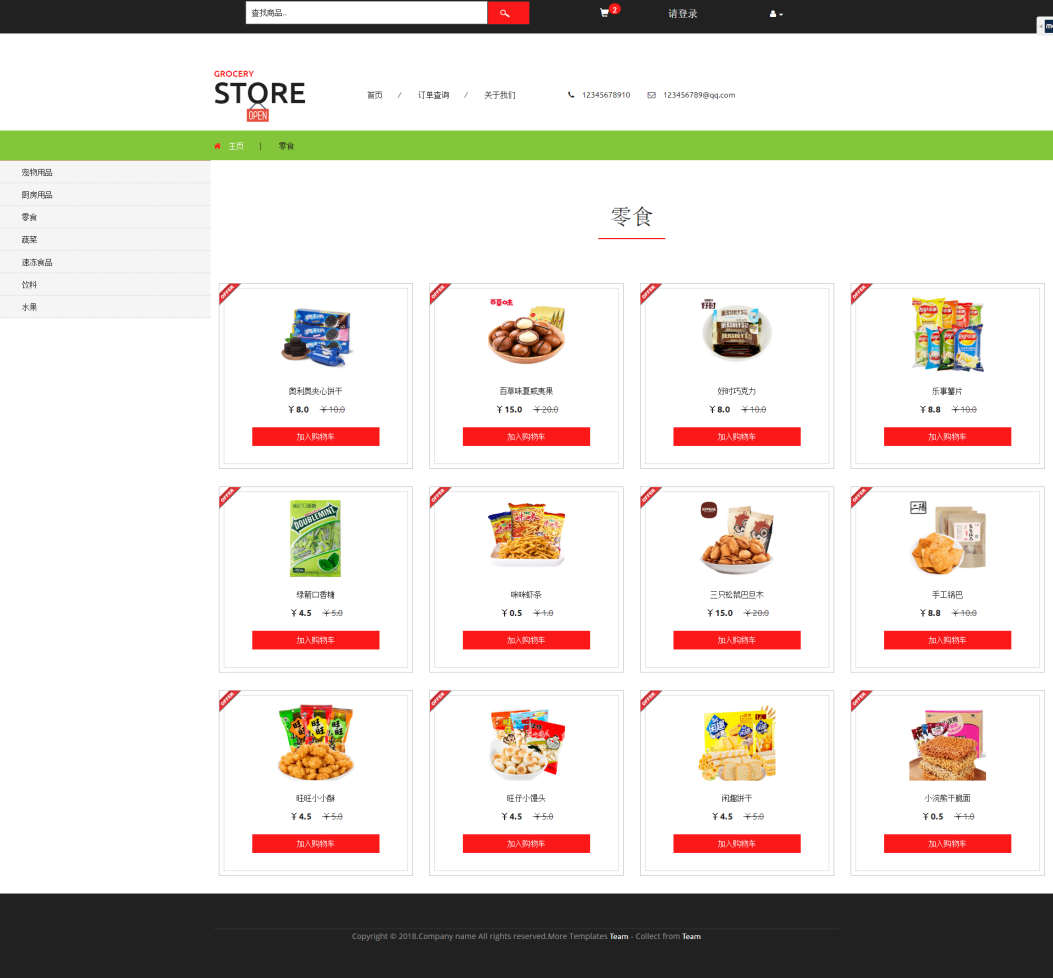 查找商品...
2
请登录
GROCERY
STORE
OPEN
首页 / 订单查询 / 关于我们
12345678910
123456789@qq.com
主页 | 零食
宠物用品
厨房用品
零食
蔬菜
速冻食品
饮料
水果
零食
OFFER
OFFER
OFFER
OFFER
百草味
好时
奥利奥夹心饼干
百草味夏威夷果
好时巧克力
乐事薯片
¥ 8.0 ¥ 10.0
¥ 15.0 ¥ 20.0
¥ 8.0 ¥ 10.0
¥ 8.8 ¥ 10.0
加入购物车
加入购物车
加入购物车
加入购物车
OFFER
OFFER
OFFER
OFFER
DOUBLEMINT
绿箭口香糖
咪咪虾条
三只松鼠巴旦木
手工锅巴
¥ 4.5 ¥ 5.0
¥ 0.5 ¥ 1.0
¥ 15.0 ¥ 20.0
¥ 8.8 ¥ 10.0
加入购物车
加入购物车
加入购物车
加入购物车
OFFER
OFFER
OFFER
OFFER
旺旺小小酥
旺仔小馒头
闲趣饼干
小浣熊干脆面
¥ 4.5 ¥ 5.0
¥ 4.5 ¥ 5.0
¥ 4.5 ¥ 5.0
¥ 0.5 ¥ 1.0
加入购物车
加入购物车
加入购物车
加入购物车
Copyright © 2018.Company name All rights reserved.More Templates Team - Collect from Team